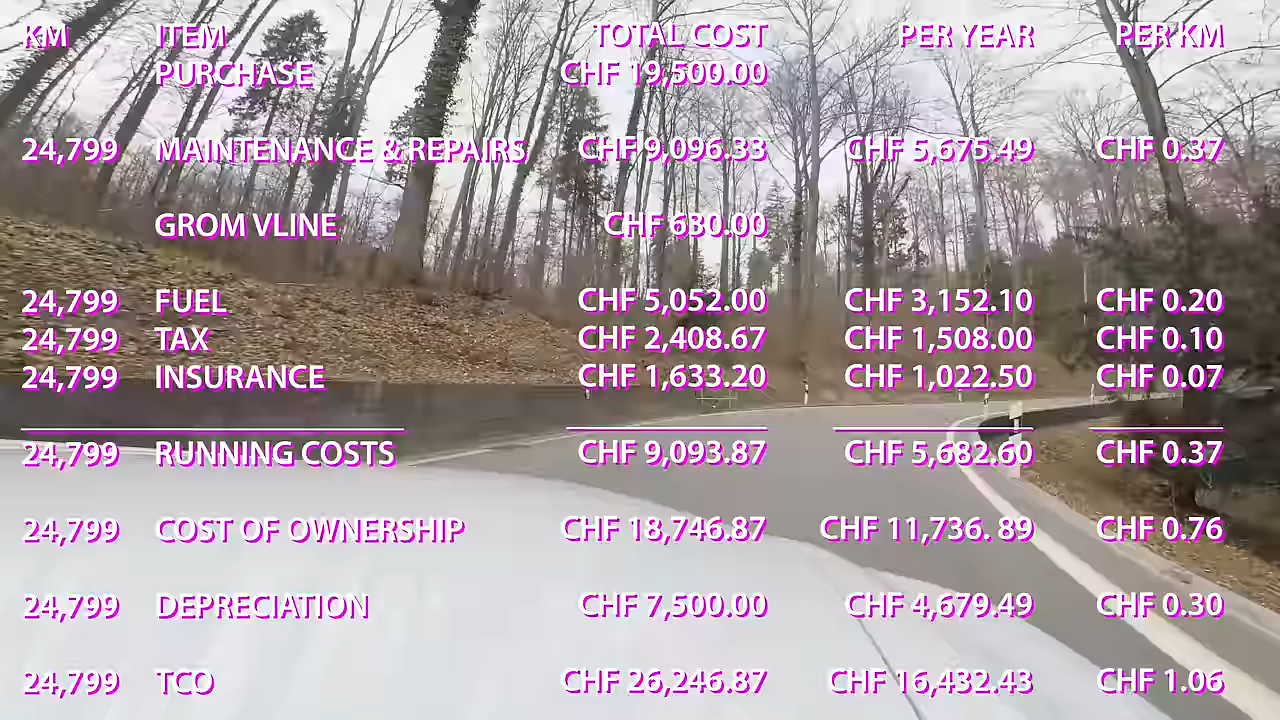 KM ITEM TOTAL COST PER YEAR PER KM
PURCHASE CHF 19,500.00
24,799 MAINTENANCE & REPAIRS CHF 9,096.33 CHF 5,675.49 CHF 0.37
GROM VLINE CHF 630.00
24,799 FUEL CHF 5,052.00 CHF 3,152.10 CHF 0.20
24,799 TAX CHF 2,408.67 CHF 1,508.00 CHF 0.10
24,799 INSURANCE CHF 1,633.20 CHF 1,022.50 CHF 0.07
24,799 RUNNING COSTS CHF 9,093.87 CHF 5,682.60 CHF 0.37
24,799 COST OF OWNERSHIP CHF 18,746.87 CHF 11,736. 89 CHF 0.76
24,799 DEPRECIATION CHF 7,500.00 CHF 4,679.49 CHF 0.30
24,799 TCO CHF 26,246.87 CHF 16,432.43 CHF 1.06